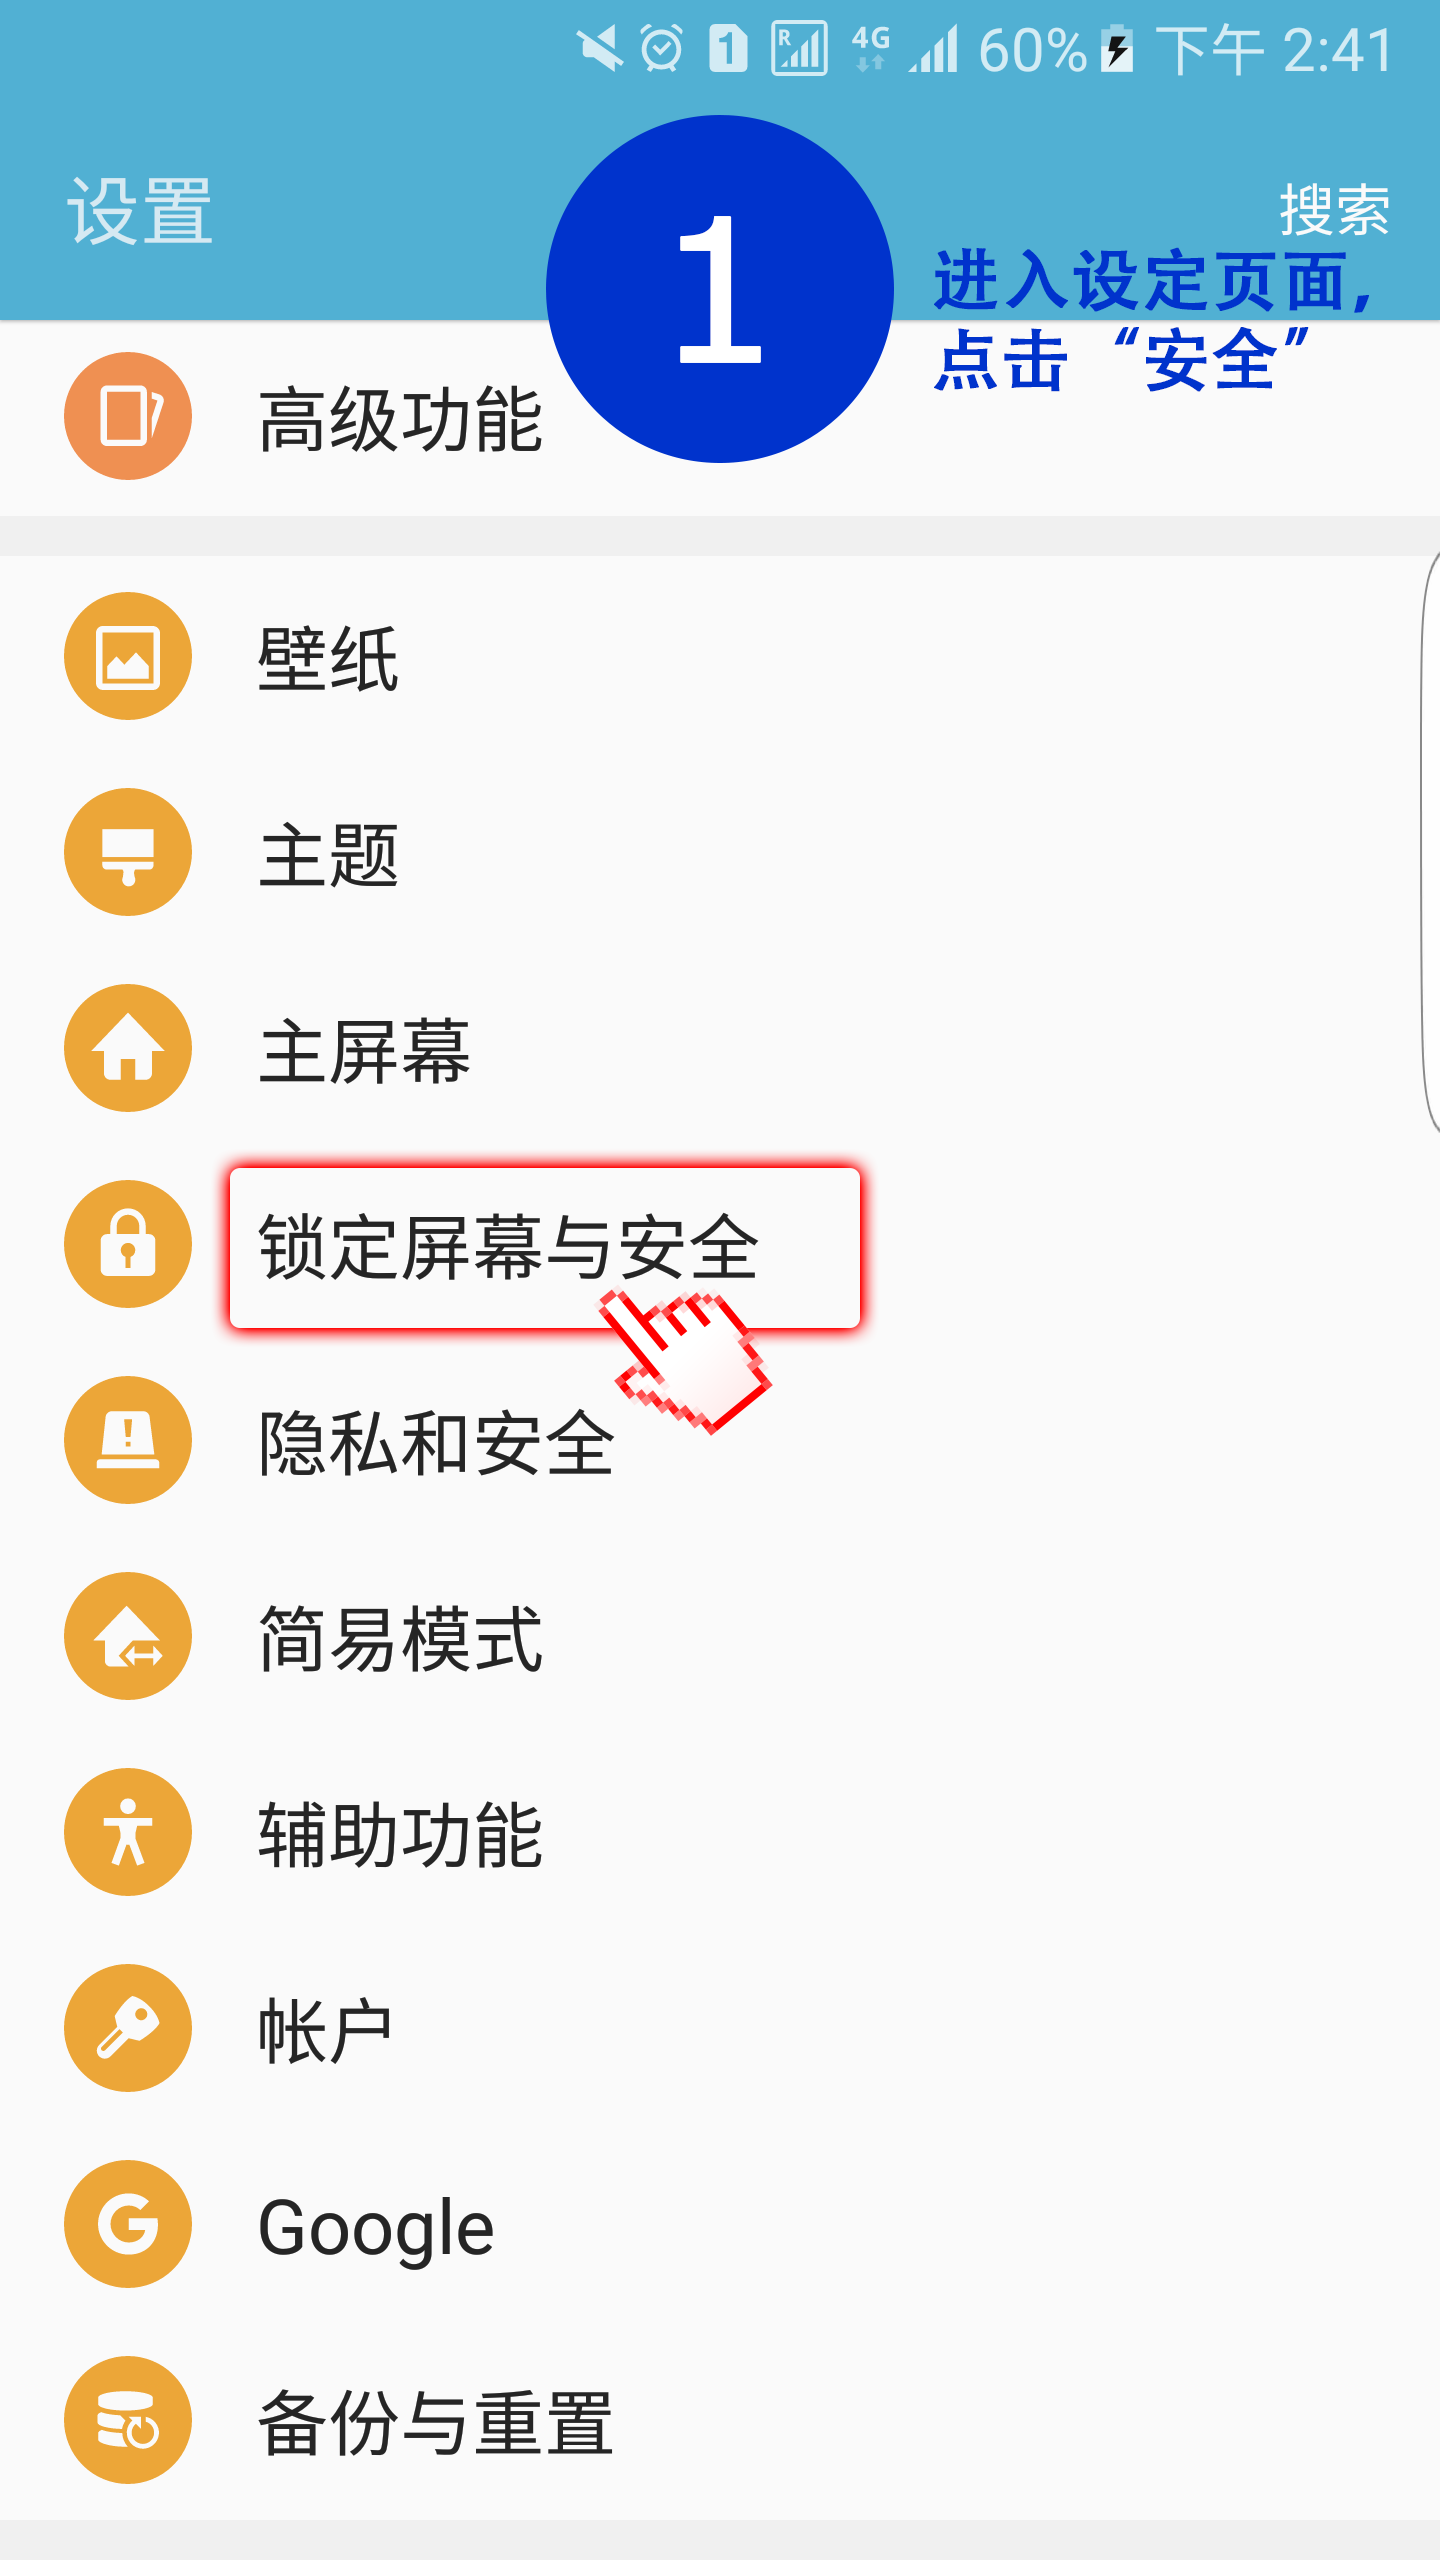 1 R 4G 60% 下午 2:41
设置
搜索
1
进入设定页面,
点击“安全”
高级功能
壁纸
主题
主屏幕
锁定屏幕与安全
隐私和安全
简易模式
辅助功能
帐户
Google
备份与重置